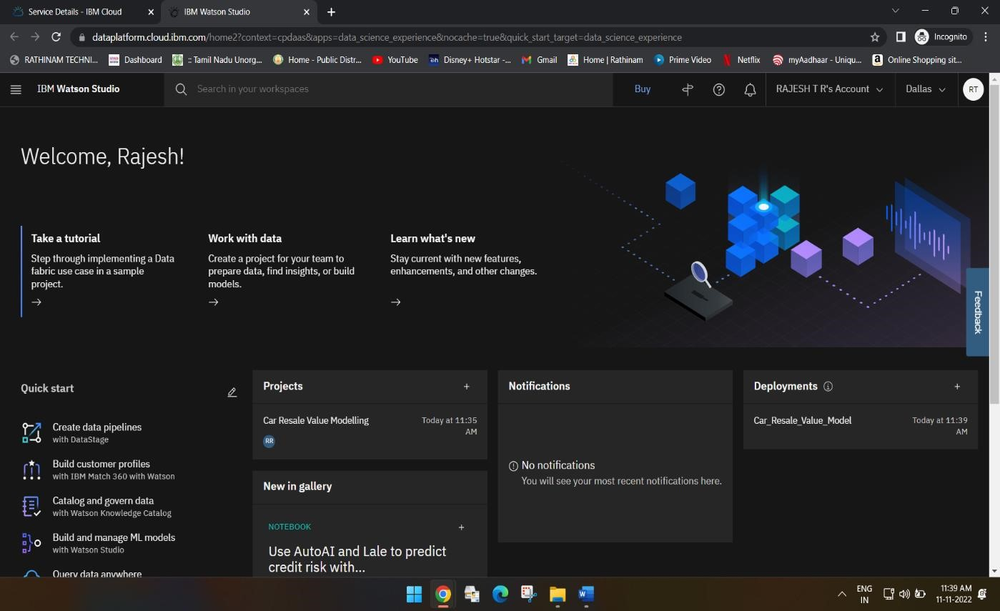 Service Details - IBM Cloud
IBM Watson Studio
dataplatform.cloud.ibm.com/home2?context=cpdaas&apps=data_science_experience&nocache=true&quick_start_target=data_science_experience
Incognito
RATHINAM TECHNI...
Dashboard
:: Tamil Nadu Unorg...
Home - Public Distr...
YouTube
Disney+ Hotstar -...
Gmail
Home | Rathinam
Prime Video
Netflix
myAadhaar - Uniqu...
Online Shopping sit...
IBM Watson Studio
Search in your workspaces
Buy
RAJESH T R's Account
Dallas
RT
Welcome, Rajesh!
Take a tutorial
Step through implementing a Data
fabric use case in a sample
project.
Work with data
Create a project for your team to
prepare data, find insights, or build
models.
Learn what's new
Stay current with new features,
enhancements, and other changes.
Feedback
Quick start
Create data pipelines
with DataStage
Build customer profiles
with IBM Match 360 with Watson
Catalog and govern data
with Watson Knowledge Catalog
Build and manage ML models
with Watson Studio
Query data anywhere
Projects
Car Resale Value Modelling
Today at 11:35
AM
RR
New in gallery
NOTEBOOK
Use AutoAI and Lale to predict
credit risk with...
Notifications
No notifications
You will see your most recent notifications here.
Deployments
Car_Resale_Value_Model
Today at 11:39
AM
ENG
IN
11:39 AM
11-11-2022